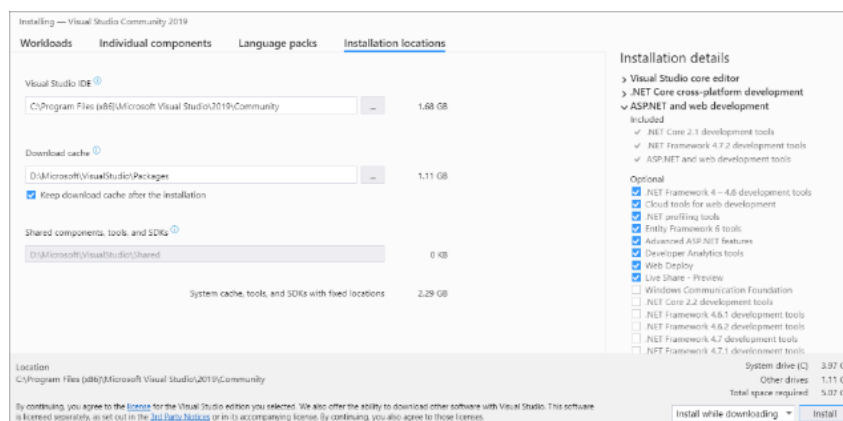 Installing — Visual Studio Community 2019
Workloads Individual components Language packs Installation locations
Visual Studio IDE
C:\Program Files (x86)\Microsoft Visual Studio\2019\Community ... 1.68 GB
Download cache
D:\Microsoft\VisualStudio\Packages ... 1.11 GB
Keep download cache after the installation
Shared components, tools, and SDKs
D:\Microsoft\VisualStudio\Shared 0 KB
System cache, tools, and SDKs with fixed locations 2.29 GB
Installation details
Visual Studio core editor
.NET Core cross-platform development
ASP.NET and web development
Included
.NET Core 2.1 development tools
.NET Framework 4.7.2 development tools
ASP.NET and web development tools
Optional
.NET Framework 4 – 4.6 development tools
Cloud tools for web development
.NET profiling tools
Entity Framework 6 tools
Advanced ASP.NET features
Developer Analytics tools
Web Deploy
Live Share - Preview
Windows Communication Foundation
.NET Core 2.2 development tools
.NET Framework 4.6.1 development tools
.NET Framework 4.6.2 development tools
.NET Framework 4.7 development tools
.NET Framework 4.7.1 development tools
Location
C:\Program Files (x86)\Microsoft Visual Studio\2019\Community
System drive (C) 3.97
Other drives 1.11
Total space required 5.07
By continuing, you agree to the license for the Visual Studio edition you selected. We also offer the ability to download other software with Visual Studio. This software
is licensed separately, as set out in the 3rd Party Notices or in its accompanying license. By continuing, you also agree to those licenses.
Install while downloading Install